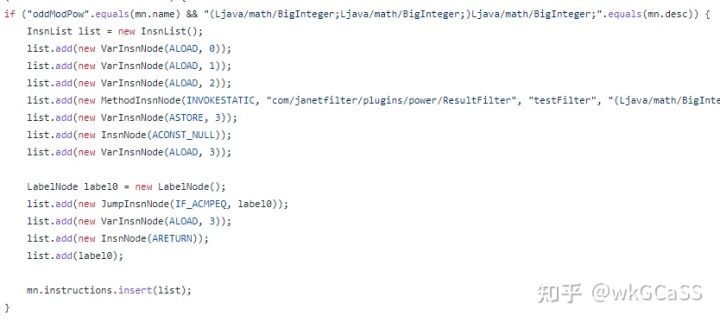 if ("oddModPow".equals(mn.name) && "(Ljava/math/BigInteger;Ljava/math/BigInteger;)Ljava/math/BigInteger;".equals(mn.desc)) {
InsnList list = new InsnList();
list.add(new VarInsnNode(ALOAD, 0));
list.add(new VarInsnNode(ALOAD, 1));
list.add(new VarInsnNode(ALOAD, 2));
list.add(new MethodInsnNode(INVOKESTATIC, "com/janetfilter/plugins/power/ResultFilter", "testFilter", "(Ljava/math/BigInte
list.add(new VarInsnNode(ASTORE, 3));
list.add(new InsnNode(ACONST_NULL));
list.add(new VarInsnNode(ALOAD, 3));
LabelNode label0 = new LabelNode();
list.add(new JumpInsnNode(IF_ACMPEQ, label0));
list.add(new VarInsnNode(ALOAD, 3));
list.add(new InsnNode(ARETURN));
list.add(label0);
mn.instructions.insert(list);
}
知乎 @wkGCaSS